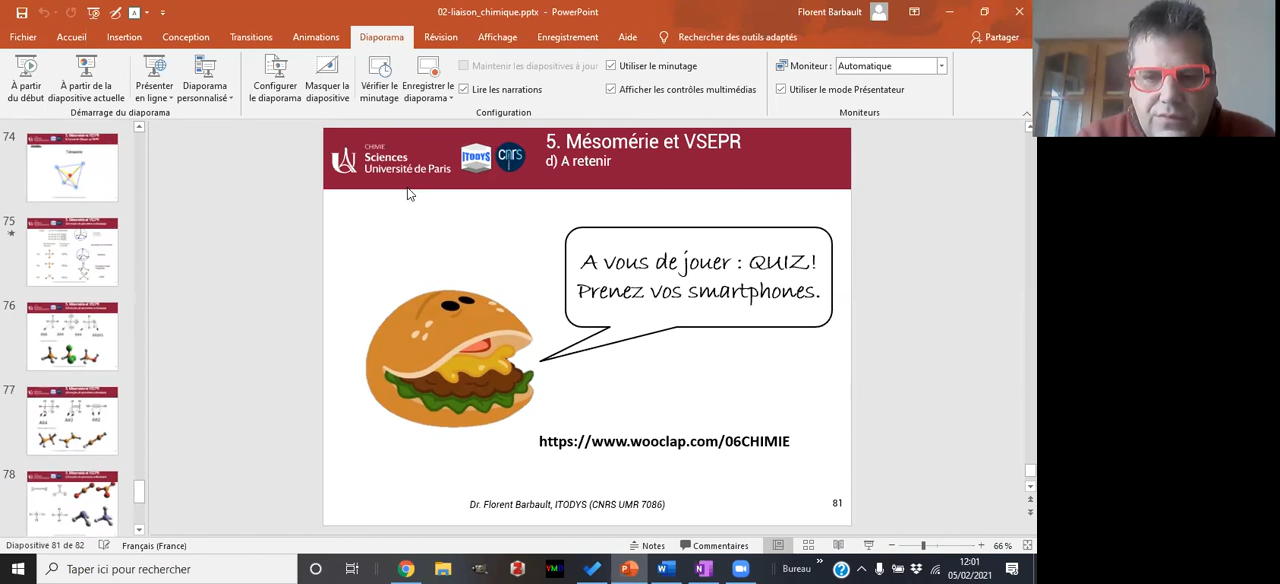 02-liaison_chimique.pptx - PowerPoint
Florent Barbault
Fichier Accueil Insertion Conception Transitions Animations Diaporama Révision Affichage Enregistrement Aide Rechercher des outils adaptés Partager
À partir du début
À partir de la diapositive actuelle
Présenter en ligne
Diaporama personnalisé
Configurer le diaporama
Masquer la diapositive
Vérifier le minutage
Enregistrer le diaporama
Maintenir les diapositives à jour
Lire les narrations
Utiliser le minutage
Afficher les contrôles multimédias
Moniteur : Automatique
Utiliser le mode Présentateur
Démarrage du diaporama
Configuration
Moniteurs
74
75
76
77
78
CHIMIE
Sciences
Université de Paris
ITODYS
cnrs
5. Mésomérie et VSEPR
d) A retenir
A vous de jouer : QUIZ!
Prenez vos smartphones.
https://www.wooclap.com/06CHIMIE
Dr. Florent Barbault, ITODYS (CNRS UMR 7086)
81
Diapositive 81 de 82
Français (France)
Notes
Commentaires
66 %
Taper ici pour rechercher
YMD
Bureau
12:01
05/02/2021